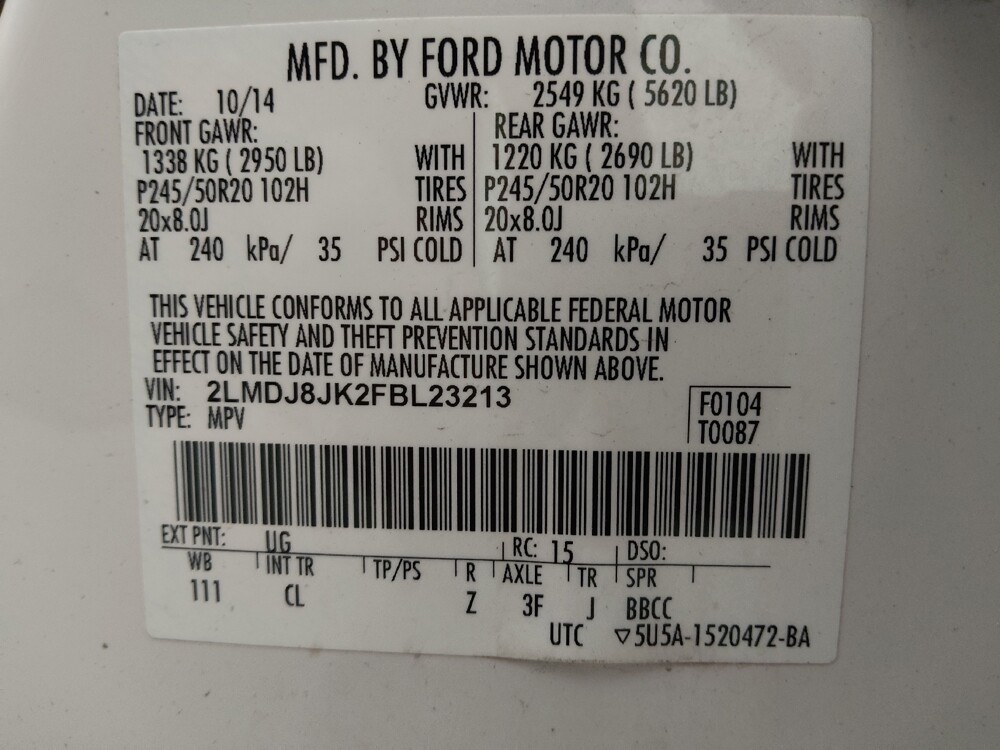 MFD. BY FORD MOTOR CO.
DATE: 10/14 GVWR: 2549 KG ( 5620 LB)
FRONT GAWR: REAR GAWR:
1338 KG ( 2950 LB) WITH 1220 KG ( 2690 LB) WITH
P245/50R20 102H TIRES P245/50R20 102H TIRES
20x8.0J RIMS 20x8.0J RIMS
AT 240 kPa/ 35 PSI COLD AT 240 kPa/ 35 PSI COLD
THIS VEHICLE CONFORMS TO ALL APPLICABLE FEDERAL MOTOR
VEHICLE SAFETY AND THEFT PREVENTION STANDARDS IN
EFFECT ON THE DATE OF MANUFACTURE SHOWN ABOVE.
VIN: 2LMDJ8JK2FBL23213
TYPE: MPV
F0104
T0087
EXT PNT: UG RC: 15 DSO:
WB INT TR TP/PS R AXLE TR SPR
111 CL Z 3F J BBCC
UTC ▽5U5A-1520472-BA